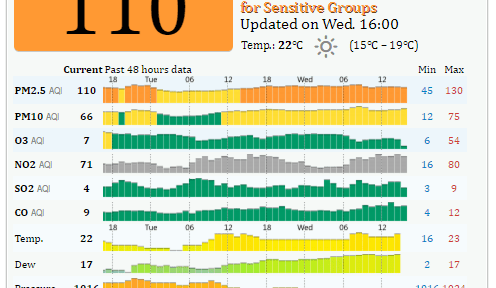 110
for Sensitive Groups
Updated on Wed. 16:00
Temp.: 22°C (15°C – 19°C)
Current Past 48 hours data Min Max
18 Tue 06 12 18 Wed 06 12
PM2.5 AQI 110 45 130
PM10 AQI 66 12 75
O3 AQI 7 6 54
NO2 AQI 71 16 80
SO2 AQI 4 3 9
CO AQI 9 4 12
18 Tue 06 12 18 Wed 06 12
Temp. 22 16 23
Dew 17 2 17
Pressure 1016 1016 1024